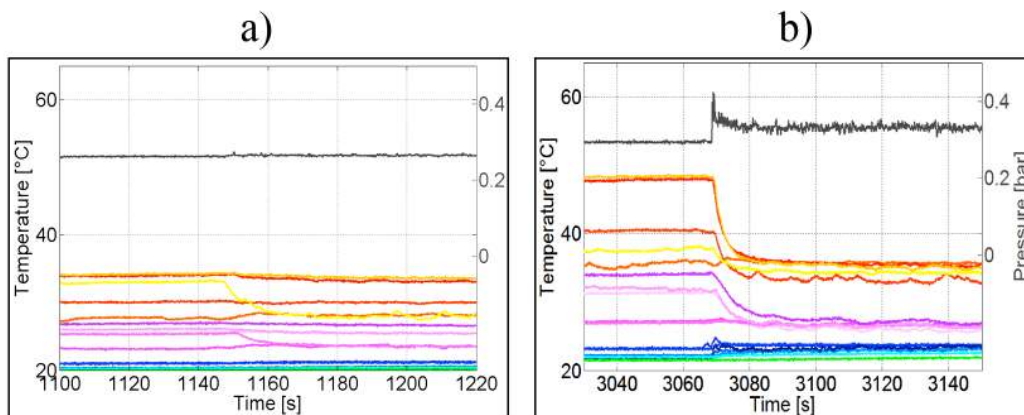 a)
b)
Temperature [°C]
60
40
20
0.4
0.2
0
1100 1120 1140 1160 1180 1200 1220
Time [s]
Temperature [°C]
60
40
20
0.4
0.2
0
Pressure [bar]
3040 3060 3080 3100 3120 3140
Time [s]